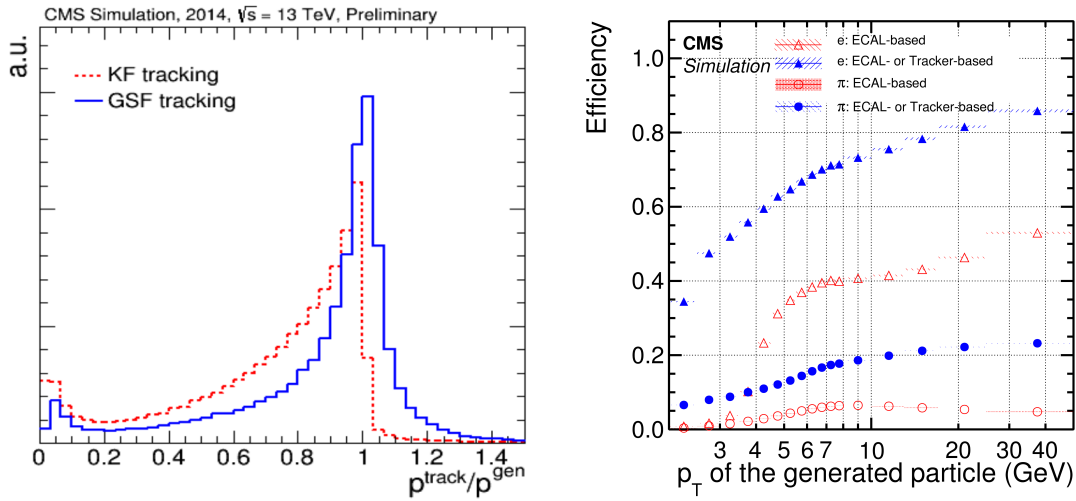 CMS Simulation, 2014, √s = 13 TeV, Preliminary
a.u.
KF tracking
GSF tracking
0 0.2 0.4 0.6 0.8 1 1.2 1.4
p^track/p^gen
Efficiency
1.0
0.8
0.6
0.4
0.2
0.0
CMS
Simulation
e: ECAL-based
e: ECAL- or Tracker-based
π: ECAL-based
π: ECAL- or Tracker-based
3 4 5 6 7 10 20 30 40
p_T of the generated particle (GeV)